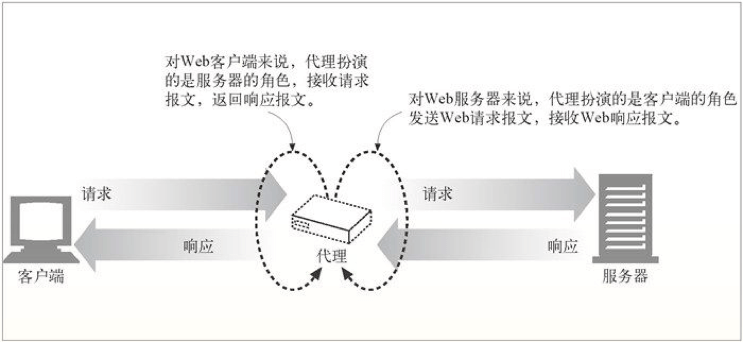 对Web客户端来说，代理扮演
的是服务器的角色，接收请求
报文，返回响应报文。
对Web服务器来说，代理扮演的是客户端的角色
发送Web请求报文，接收Web响应报文。
请求
请求
响应
响应
代理
客户端
服务器